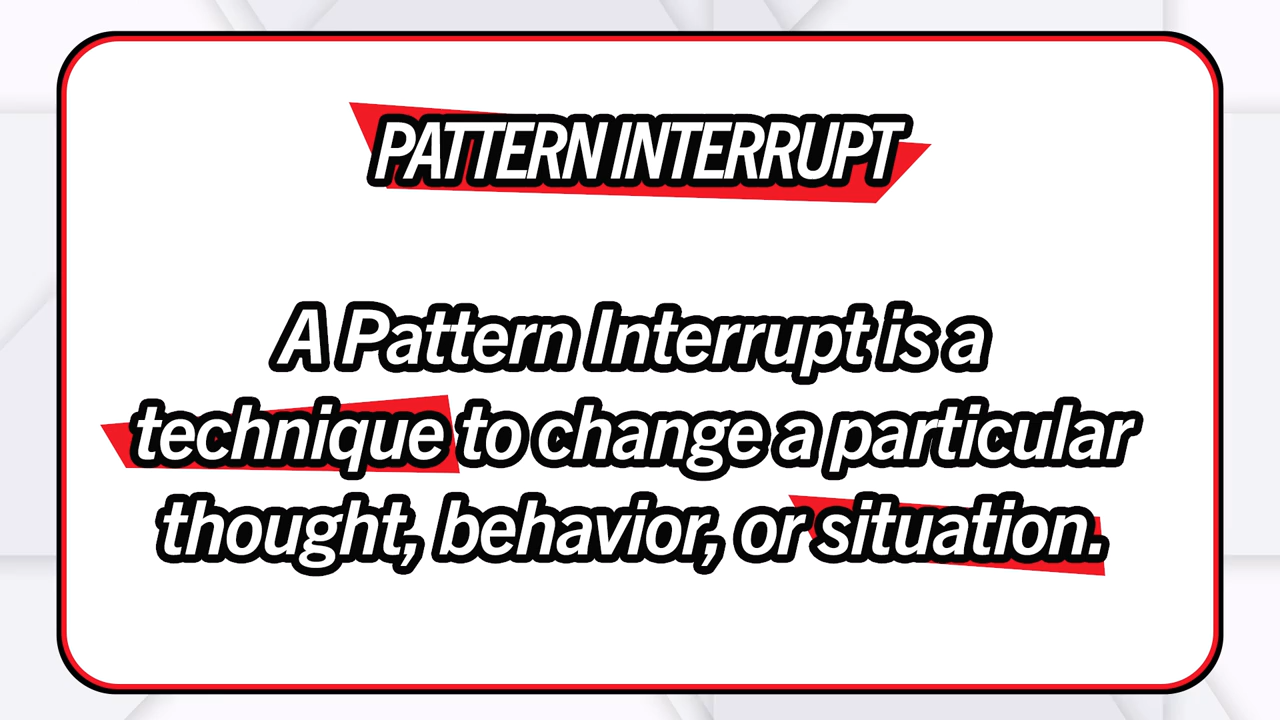 PATTERN INTERRUPT
A Pattern Interrupt is a
technique to change a particular
thought, behavior, or situation.